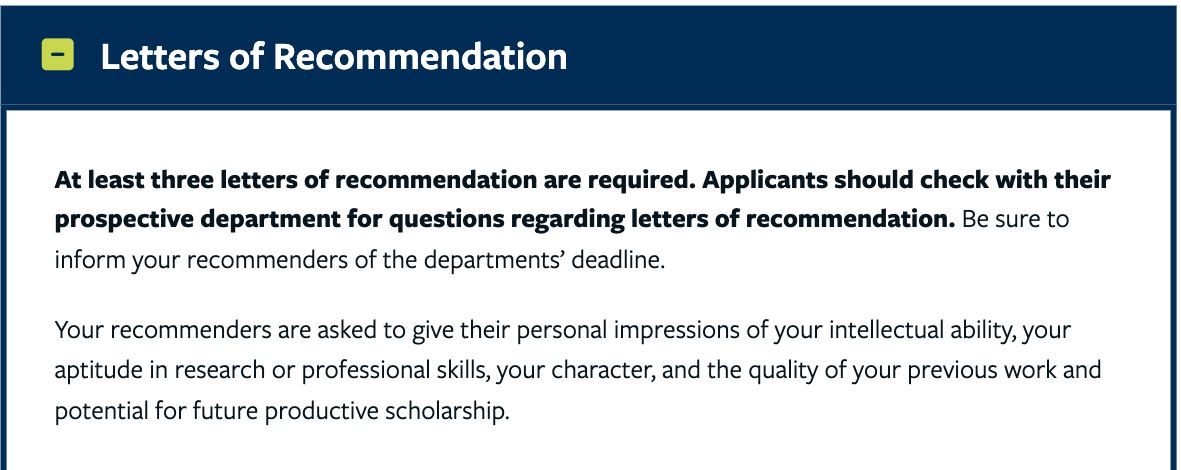 Letters of Recommendation
At least three letters of recommendation are required. Applicants should check with their
prospective department for questions regarding letters of recommendation. Be sure to
inform your recommenders of the departments’ deadline.
Your recommenders are asked to give their personal impressions of your intellectual ability, your
aptitude in research or professional skills, your character, and the quality of your previous work and
potential for future productive scholarship.